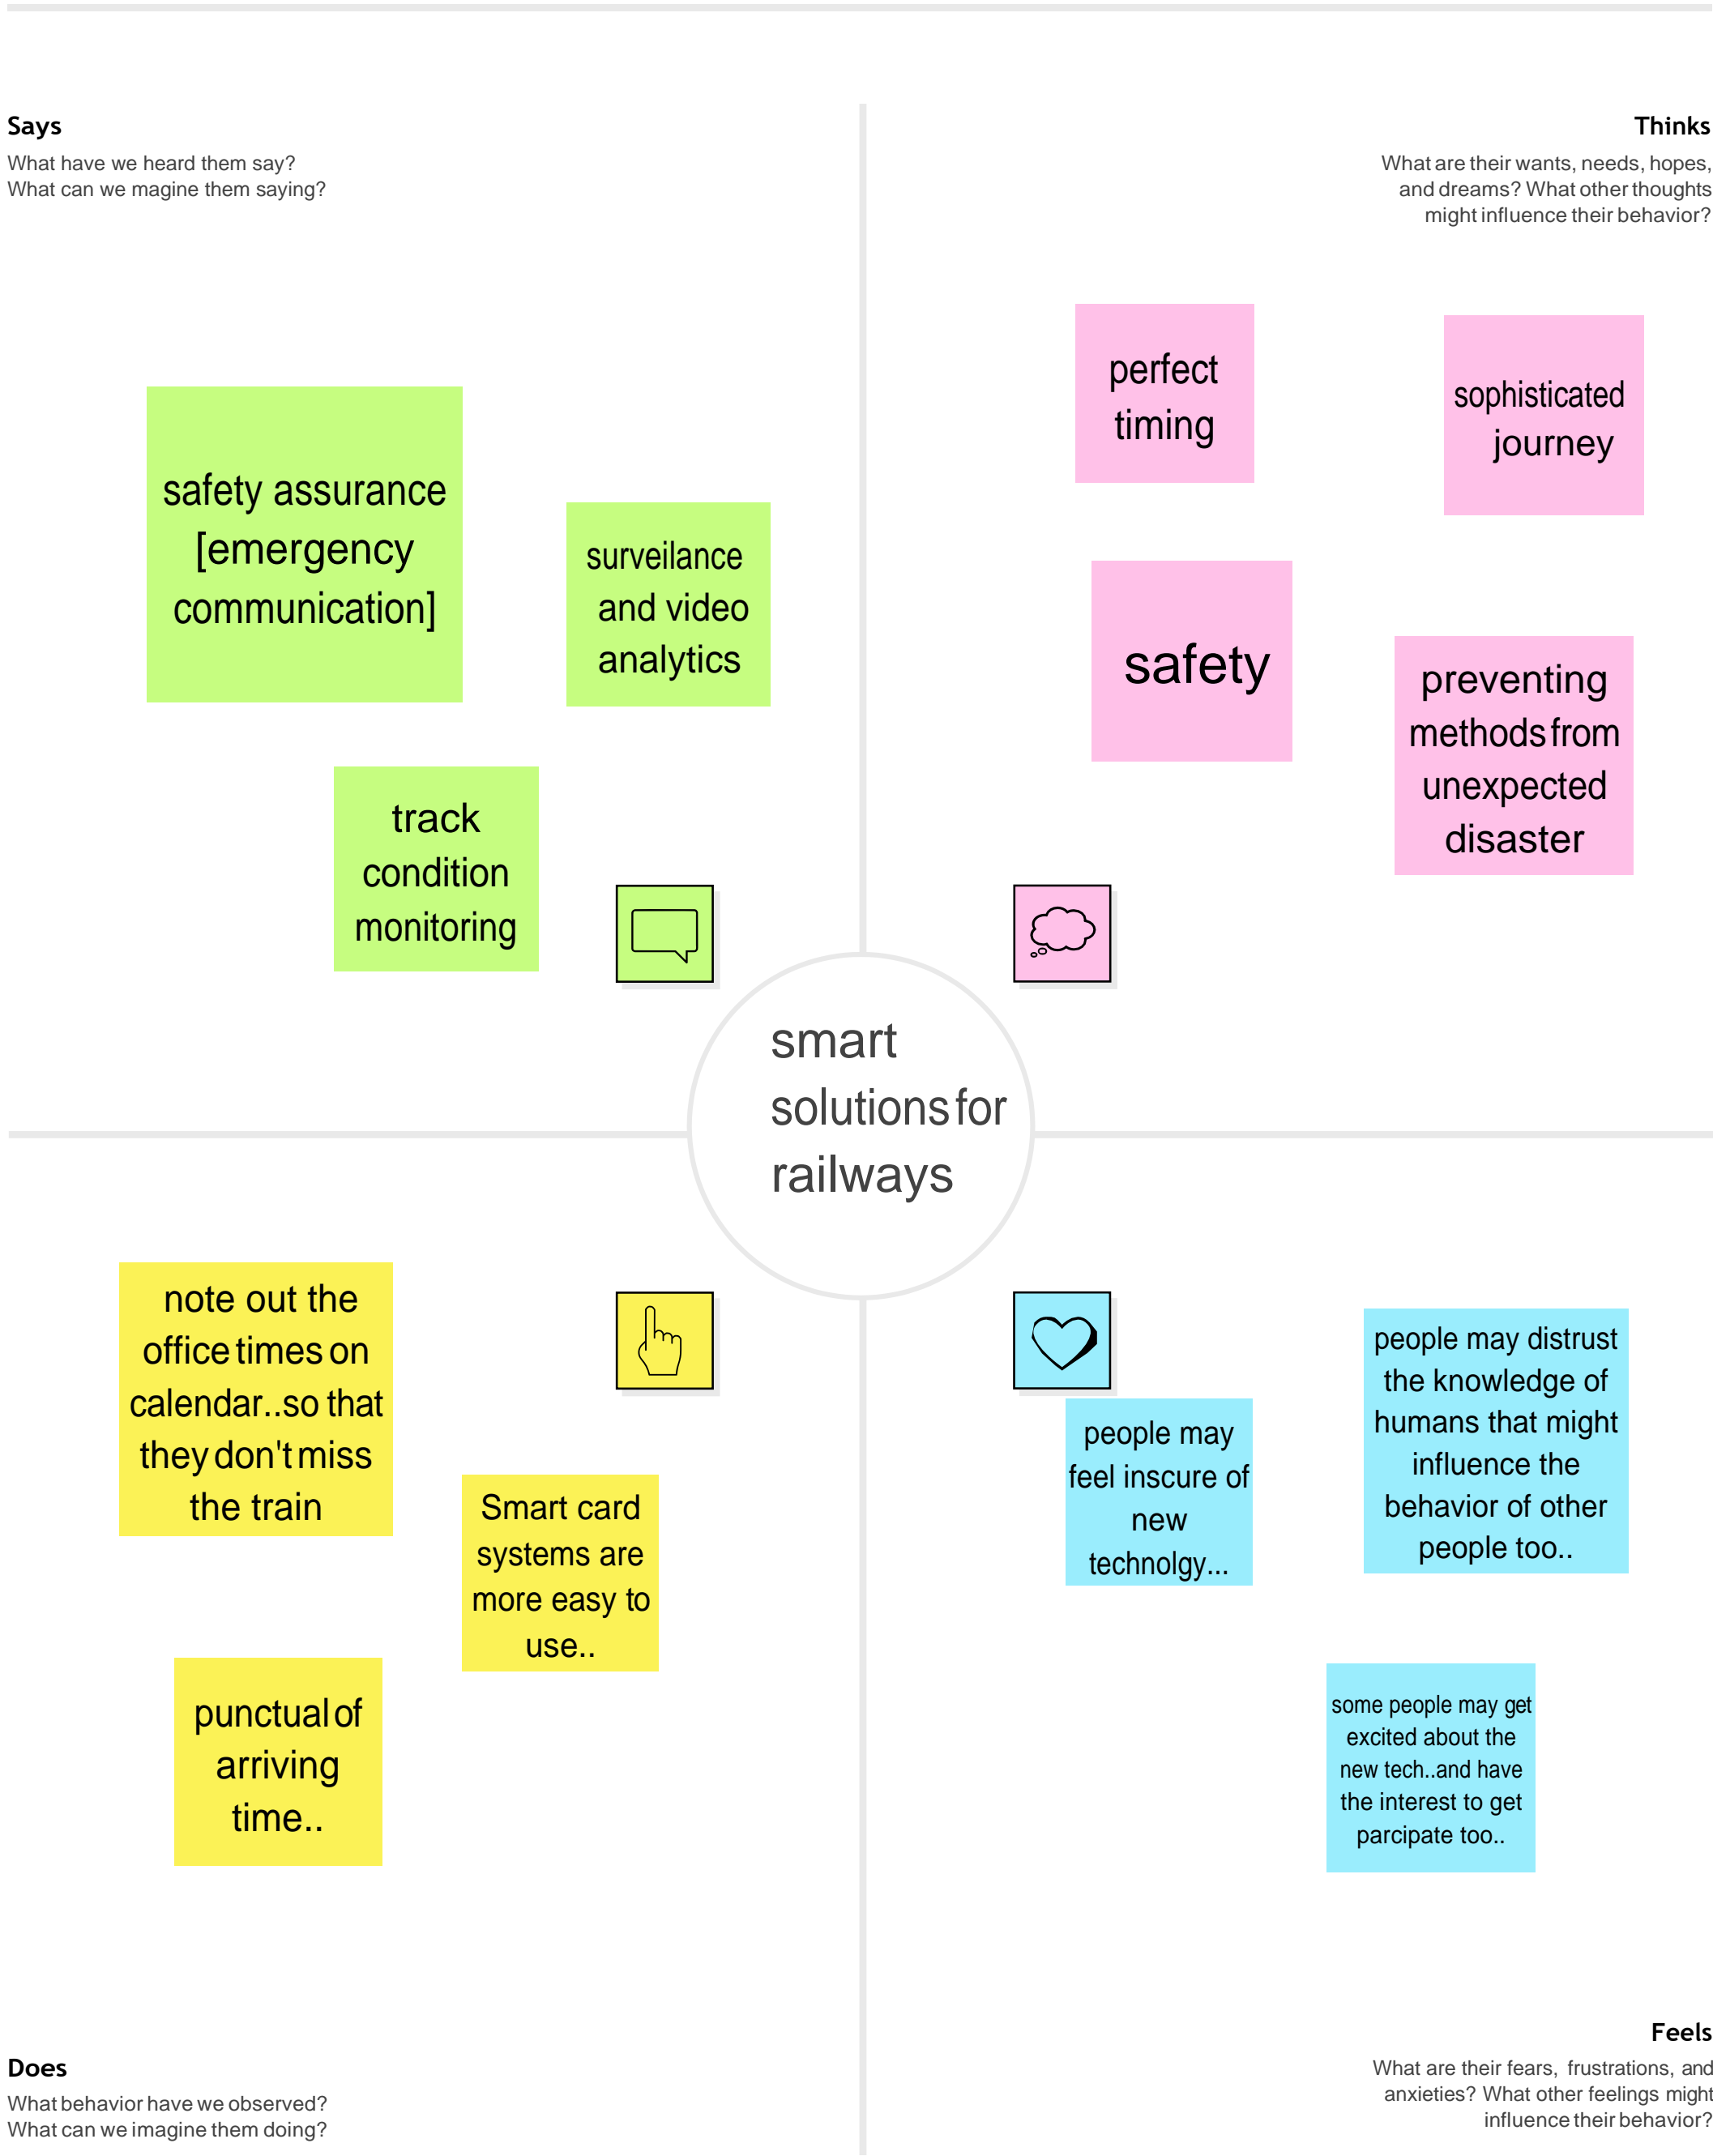 Says
What have we heard them say?
What can we magine them saying?
Thinks
What are their wants, needs, hopes,
and dreams? What other thoughts
might influence their behavior?
safety assurance
[emergency
communication]
surveilance
and video
analytics
track
condition
monitoring
perfect
timing
sophisticated
journey
safety
preventing
methods from
unexpected
disaster
smart
solutions for
railways
note out the
office times on
calendar..so that
they don't miss
the train
Smart card
systems are
more easy to
use..
punctual of
arriving
time..
people may
feel inscure of
new
technolgy...
people may distrust
the knowledge of
humans that might
influence the
behavior of other
people too..
some people may get
excited about the
new tech..and have
the interest to get
parcipate too..
Does
What behavior have we observed?
What can we imagine them doing?
Feels
What are their fears, frustrations, and
anxieties? What other feelings might
influence their behavior?